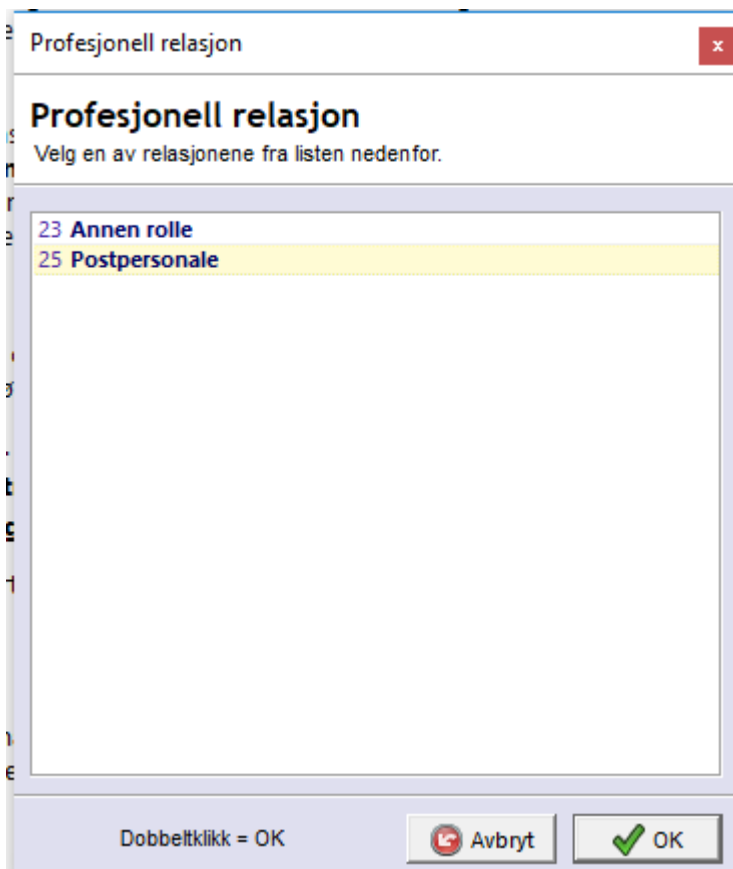 Profesjonell relasjon
x
Profesjonell relasjon
Velg en av relasjonene fra listen nedenfor.
23 Annen rolle
25 Postpersonale
Dobbeltklikk = OK
Avbryt
OK